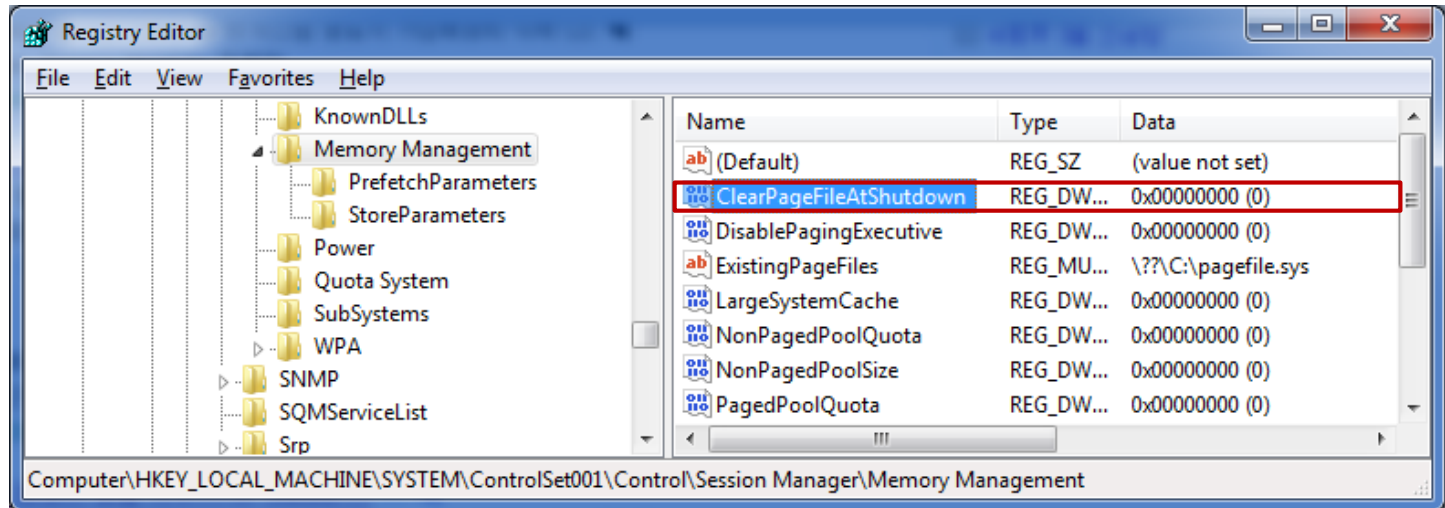 Registry Editor
File Edit View Favorites Help
KnownDLLs
Memory Management
PrefetchParameters
StoreParameters
Power
Quota System
SubSystems
WPA
SNMP
SQMServiceList
Srp
Name Type Data
(Default) REG_SZ (value not set)
ClearPageFileAtShutdown REG_DW... 0x00000000 (0)
DisablePagingExecutive REG_DW... 0x00000000 (0)
ExistingPageFiles REG_MU... \??\C:\pagefile.sys
LargeSystemCache REG_DW... 0x00000000 (0)
NonPagedPoolQuota REG_DW... 0x00000000 (0)
NonPagedPoolSize REG_DW... 0x00000000 (0)
PagedPoolQuota REG_DW... 0x00000000 (0)
Computer\HKEY_LOCAL_MACHINE\SYSTEM\ControlSet001\Control\Session Manager\Memory Management